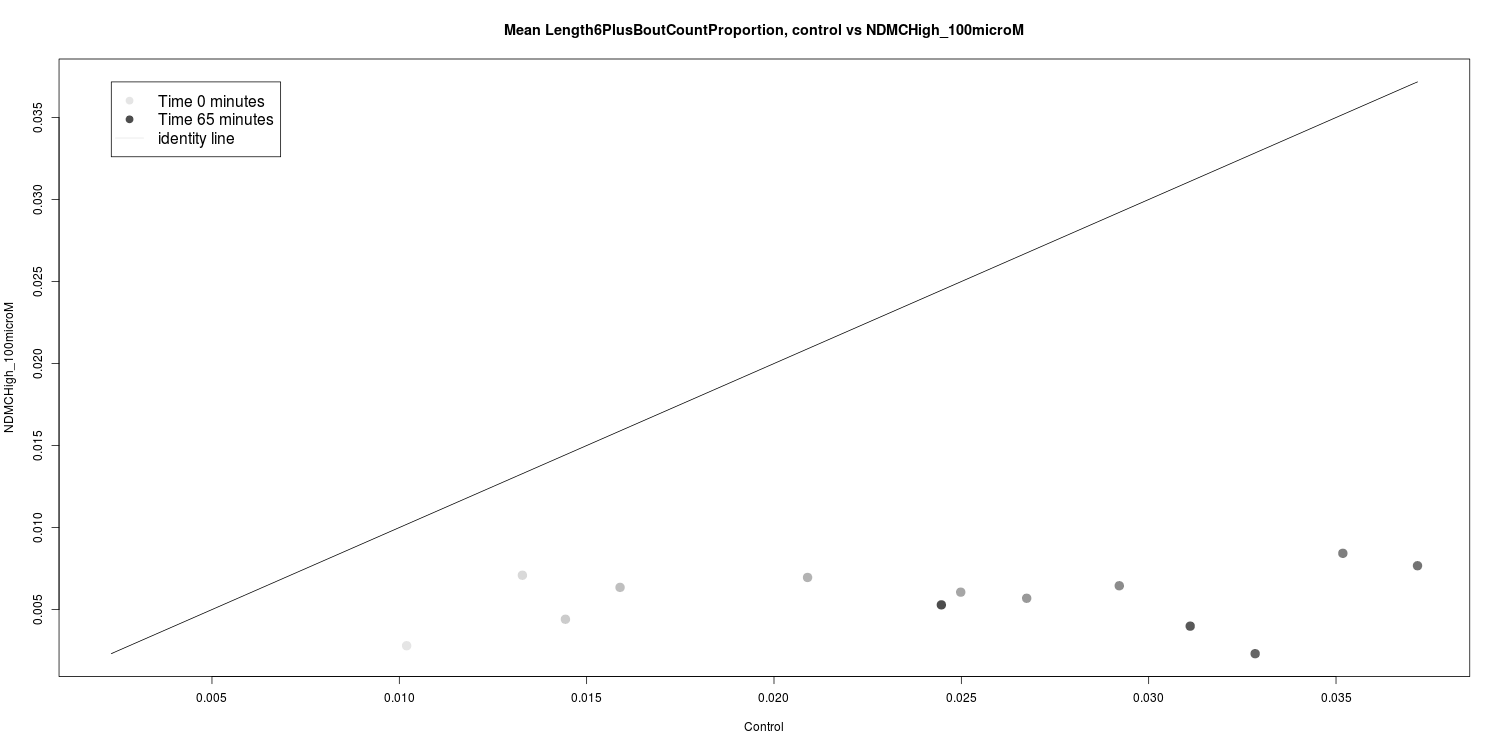 Mean Length6PlusBoutCountProportion, control vs NDMCHigh_100microM
Time 0 minutes
Time 65 minutes
identity line
NDMCHigh_100microM
0.035
0.030
0.025
0.020
0.015
0.010
0.005
0.005 0.010 0.015 0.020 0.025 0.030 0.035
Control